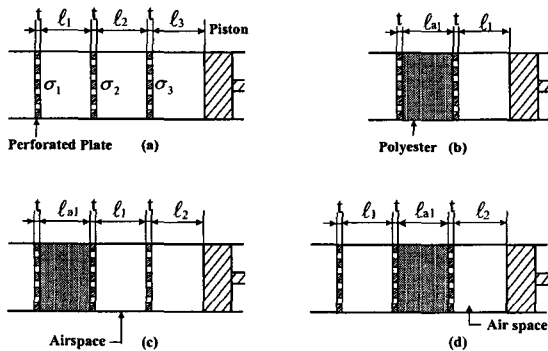 t ℓ1 t ℓ2 t ℓ3 Piston
σ1 σ2 σ3
Perforated Plate (a)
t ℓa1 t ℓ1
Polyester (b)
t ℓa1 t ℓ1 t ℓ2
Airspace (c)
t ℓ1 t ℓa1 t ℓ2
Air space
(d)